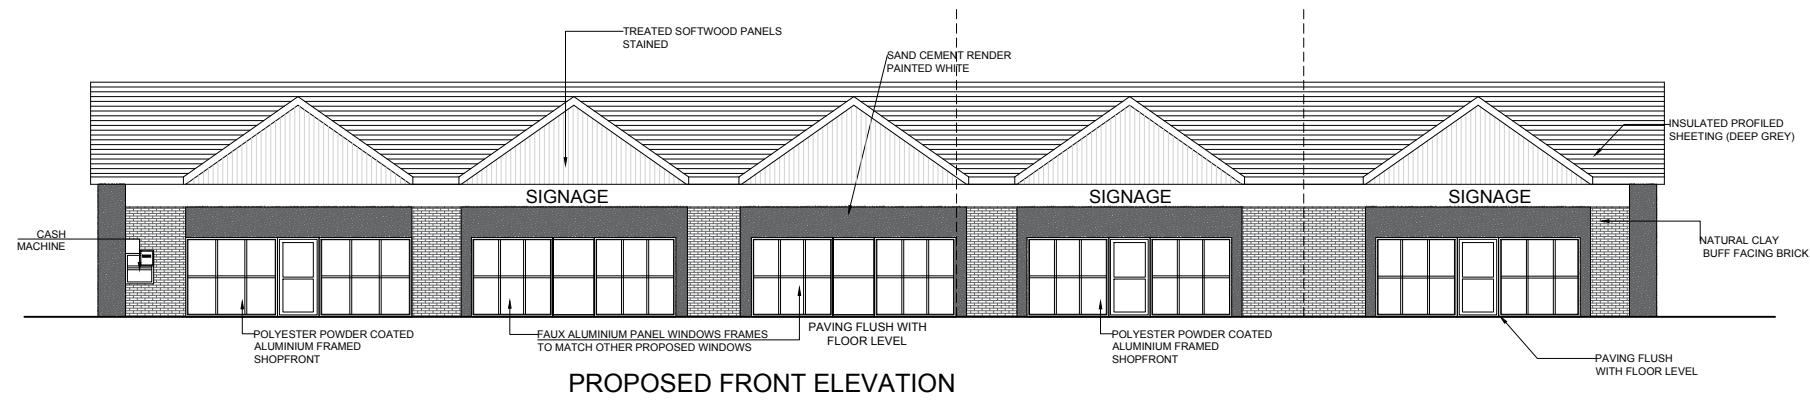 TREATED SOFTWOOD PANELS
STAINED
SAND CEMENT RENDER
PAINTED WHITE
INSULATED PROFILED
SHEETING (DEEP GREY)
SIGNAGE
SIGNAGE
SIGNAGE
CASH
MACHINE
NATURAL CLAY
BUFF FACING BRICK
POLYESTER POWDER COATED
ALUMINIUM FRAMED
SHOPFRONT
FAUX ALUMINIUM PANEL WINDOWS FRAMES
TO MATCH OTHER PROPOSED WINDOWS
PAVING FLUSH WITH
FLOOR LEVEL
POLYESTER POWDER COATED
ALUMINIUM FRAMED
SHOPFRONT
PAVING FLUSH
WITH FLOOR LEVEL
PROPOSED FRONT ELEVATION